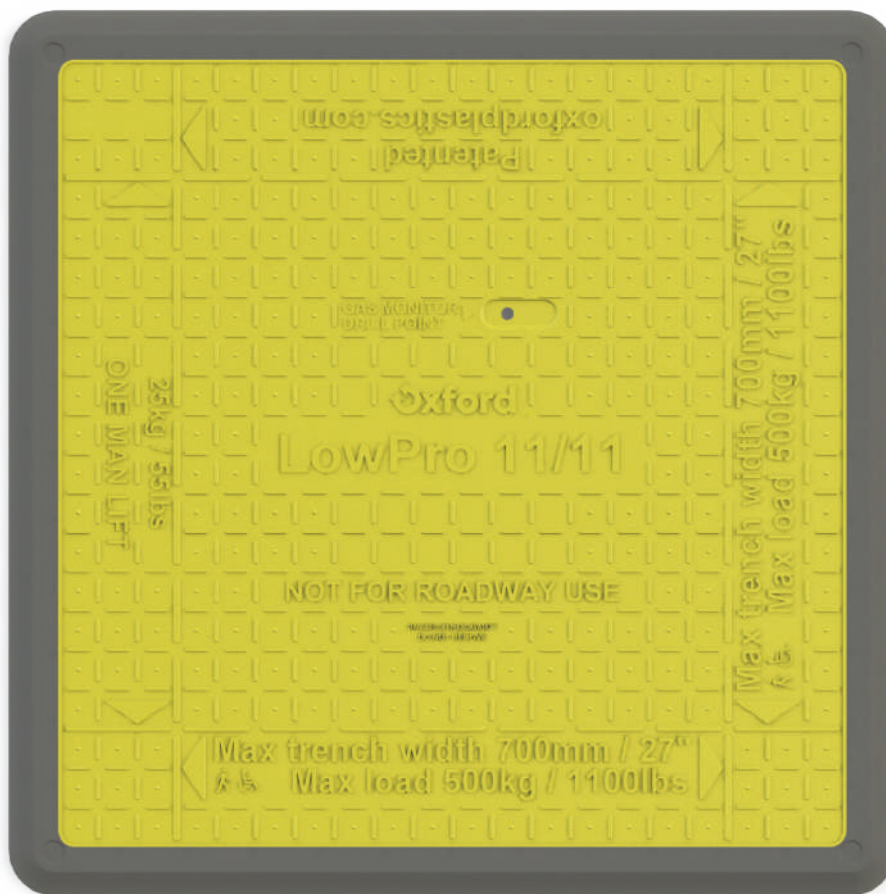 Patented
oxfordplastics.com
GAS MONITOR
DRILL POINT
Oxford
LowPro 11/11
NOT FOR ROADWAY USE
25kg / 55lbs
ONE MAN LIFT
Max trench width 700mm / 27"
Max load 500kg / 1100lbs
Max trench width 700mm / 27"
Max load 500kg / 1100lbs